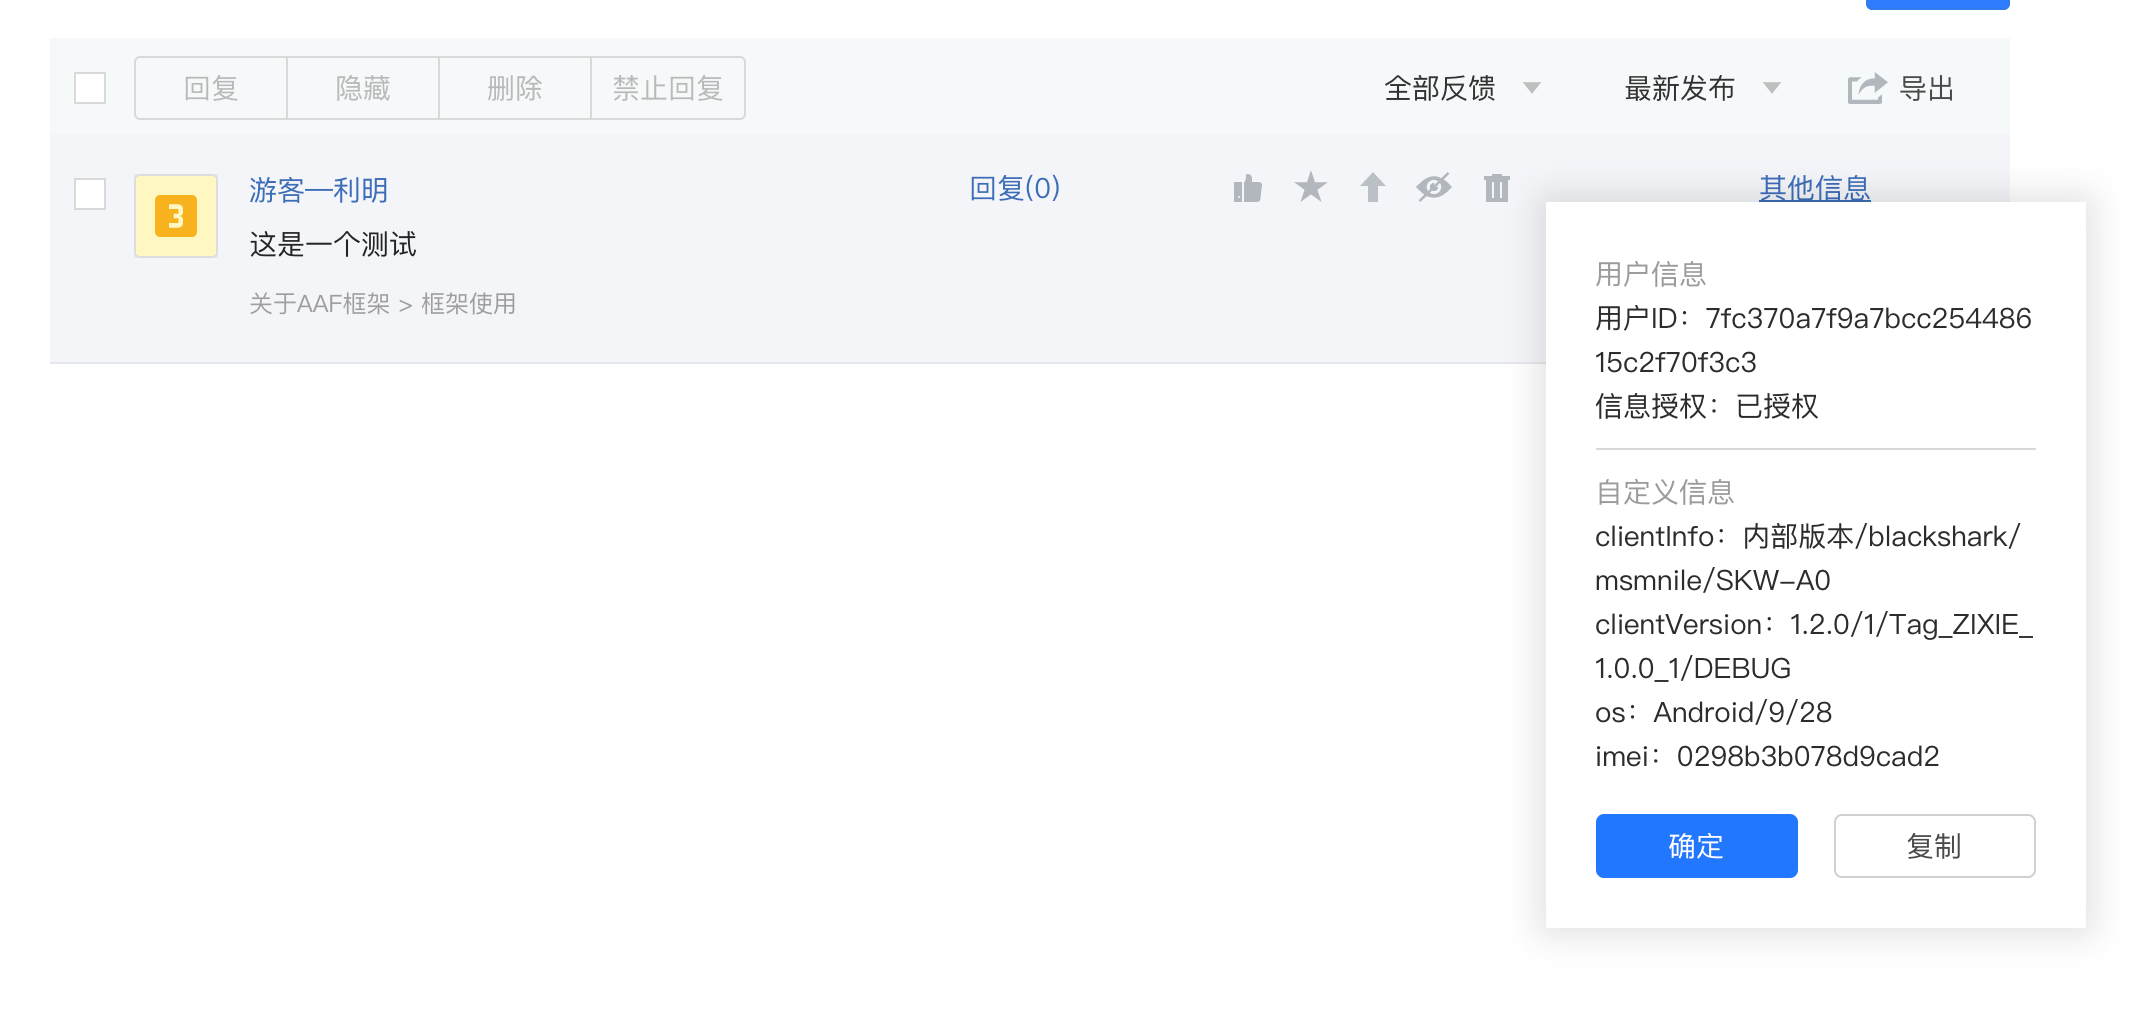 回复 隐藏 删除 禁止回复 全部反馈 最新发布 导出
3
游客—利明 回复(0) 其他信息
这是一个测试
关于AAF框架 > 框架使用
用户信息
用户ID：7fc370a7f9a7bcc254486
15c2f70f3c3
信息授权：已授权
自定义信息
clientInfo：内部版本/blackshark/
msmnile/SKW-A0
clientVersion：1.2.0/1/Tag_ZIXIE_
1.0.0_1/DEBUG
os：Android/9/28
imei：0298b3b078d9cad2
确定 复制